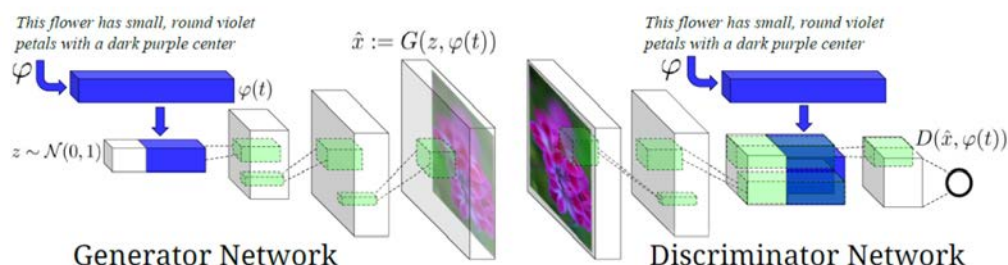 This flower has small, round violet
petals with a dark purple center
φ
φ(t)
z ∼ 𝒩(0, 1)
x̂ := G(z, φ(t))
Generator Network
This flower has small, round violet
petals with a dark purple center
φ
D(x̂, φ(t))
Discriminator Network